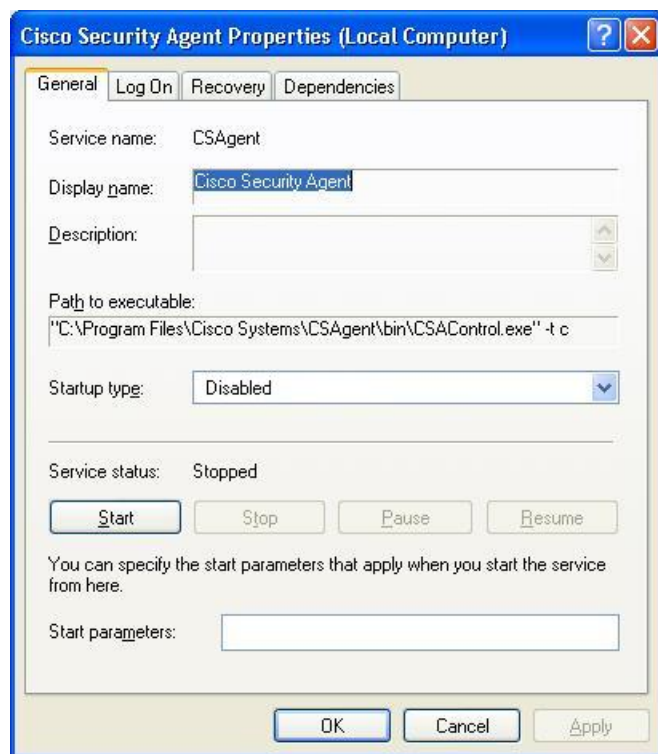 Cisco Security Agent Properties (Local Computer)
General Log On Recovery Dependencies
Service name: CSAgent
Display name: Cisco Security Agent
Description:
Path to executable:
"C:\Program Files\Cisco Systems\CSAgent\bin\CSAControl.exe" -t c
Startup type: Disabled
Service status: Stopped
Start Stop Pause Resume
You can specify the start parameters that apply when you start the service
from here.
Start parameters:
OK Cancel Apply